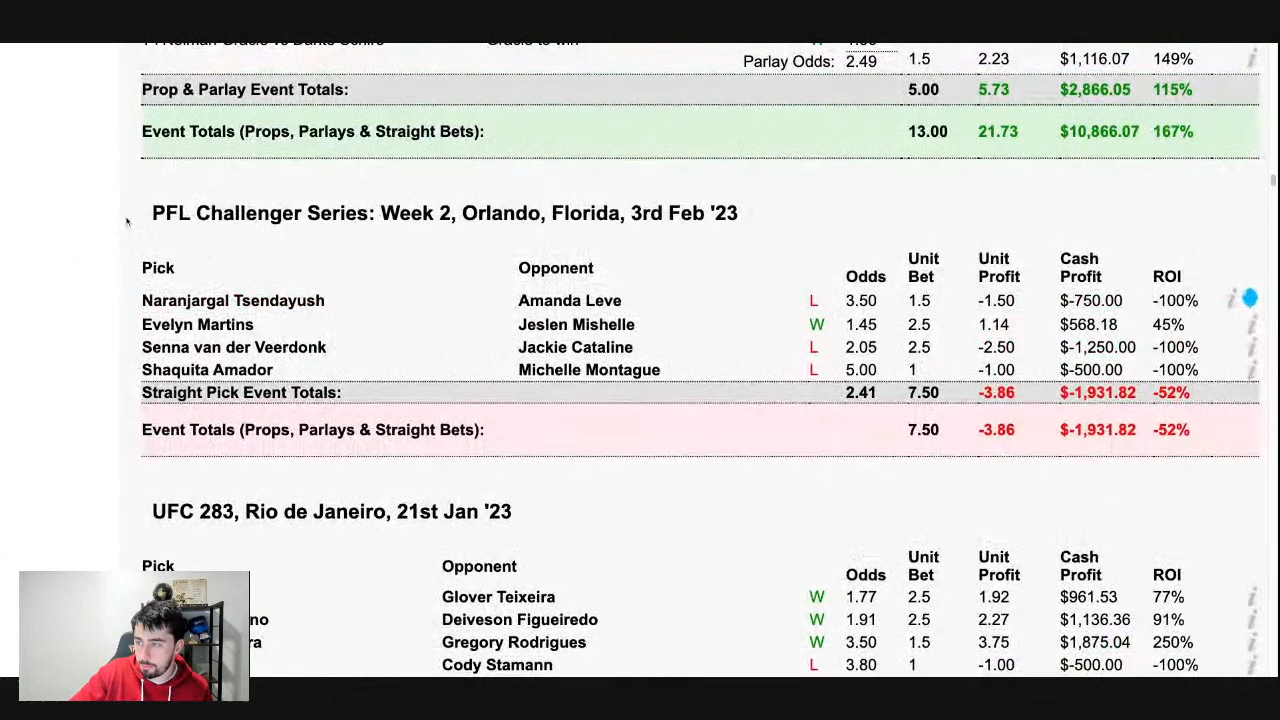 Gracie to win
Parlay Odds: 2.49 1.5 2.23 $1,116.07 149%
Prop & Parlay Event Totals: 5.00 5.73 $2,866.05 115%
Event Totals (Props, Parlays & Straight Bets): 13.00 21.73 $10,866.07 167%
PFL Challenger Series: Week 2, Orlando, Florida, 3rd Feb '23
Pick Opponent Odds Unit Bet Unit Profit Cash Profit ROI
Naranjargal Tsendayush Amanda Leve L 3.50 1.5 -1.50 $-750.00 -100%
Evelyn Martins Jeslen Mishelle W 1.45 2.5 1.14 $568.18 45%
Senna van der Veerdonk Jackie Cataline L 2.05 2.5 -2.50 $-1,250.00 -100%
Shaquita Amador Michelle Montague L 5.00 1 -1.00 $-500.00 -100%
Straight Pick Event Totals: 2.41 7.50 -3.86 $-1,931.82 -52%
Event Totals (Props, Parlays & Straight Bets): 7.50 -3.86 $-1,931.82 -52%
UFC 283, Rio de Janeiro, 21st Jan '23
Pick Opponent Odds Unit Bet Unit Profit Cash Profit ROI
Glover Teixeira W 1.77 2.5 1.92 $961.53 77%
no Deiveson Figueiredo W 1.91 2.5 2.27 $1,136.36 91%
ra Gregory Rodrigues W 3.50 1.5 3.75 $1,875.04 250%
Cody Stamann L 3.80 1 -1.00 $-500.00 -100%